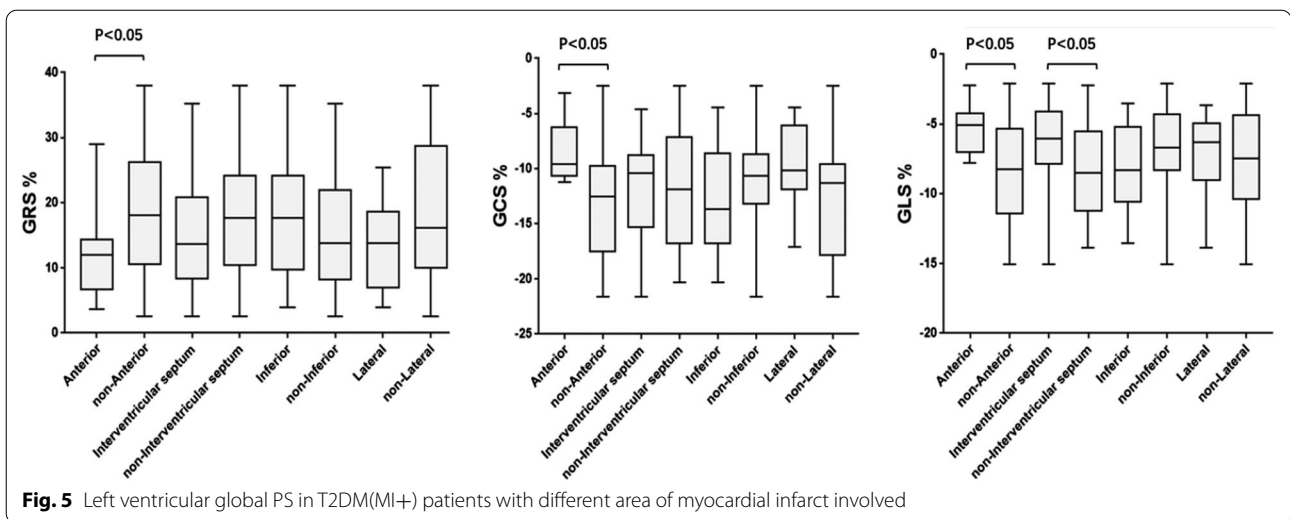 P<0.05
GRS %
40
30
20
10
0
Anterior
non-Anterior
Interventricular septum
non-Interventricular septum
Inferior
non-Inferior
Lateral
non-Lateral
P<0.05
GCS %
0
-5
-10
-15
-20
-25
Anterior
non-Anterior
Interventricular septum
non-Interventricular septum
Inferior
non-Inferior
Lateral
non-Lateral
P<0.05
P<0.05
GLS %
0
-5
-10
-15
-20
Anterior
non-Anterior
Interventricular septum
non-Interventricular septum
Inferior
non-Inferior
Lateral
non-Lateral
Fig. 5 Left ventricular global PS in T2DM(MI+) patients with different area of myocardial infarct involved